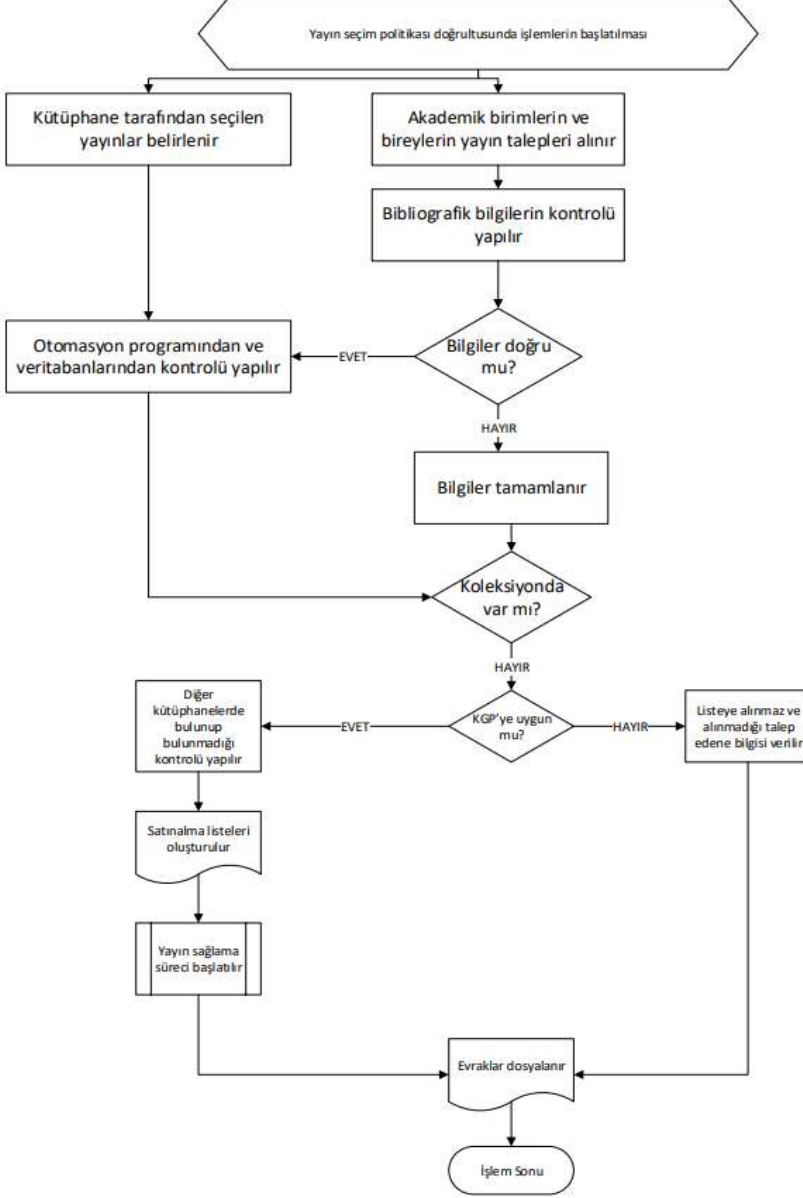 Yayın seçim politikası doğrultusunda işlemlerin başlatılması
Kütüphane tarafından seçilen
yayınlar belirlenir
Akademik birimlerin ve
bireylerin yayın talepleri alınır
Bibliografik bilgilerin kontrolü
yapılır
Otomasyon programından ve
veritabanlarından kontrolü yapılır
EVET
Bilgiler doğru
mu?
HAYIR
Bilgiler tamamlanır
Koleksiyonda
var mı?
HAYIR
Diğer
kütüphanelerde
bulunup
bulunmadığı
kontrolü yapılır
EVET
KGP'ye uygun
mu?
HAYIR
Listeye alınmaz ve
alınmadığı talep
edene bilgisi verilir
Satınalma listeleri
oluşturulur
Yayın sağlama
süreci başlatılır
Evraklar dosyalanır
İşlem Sonu